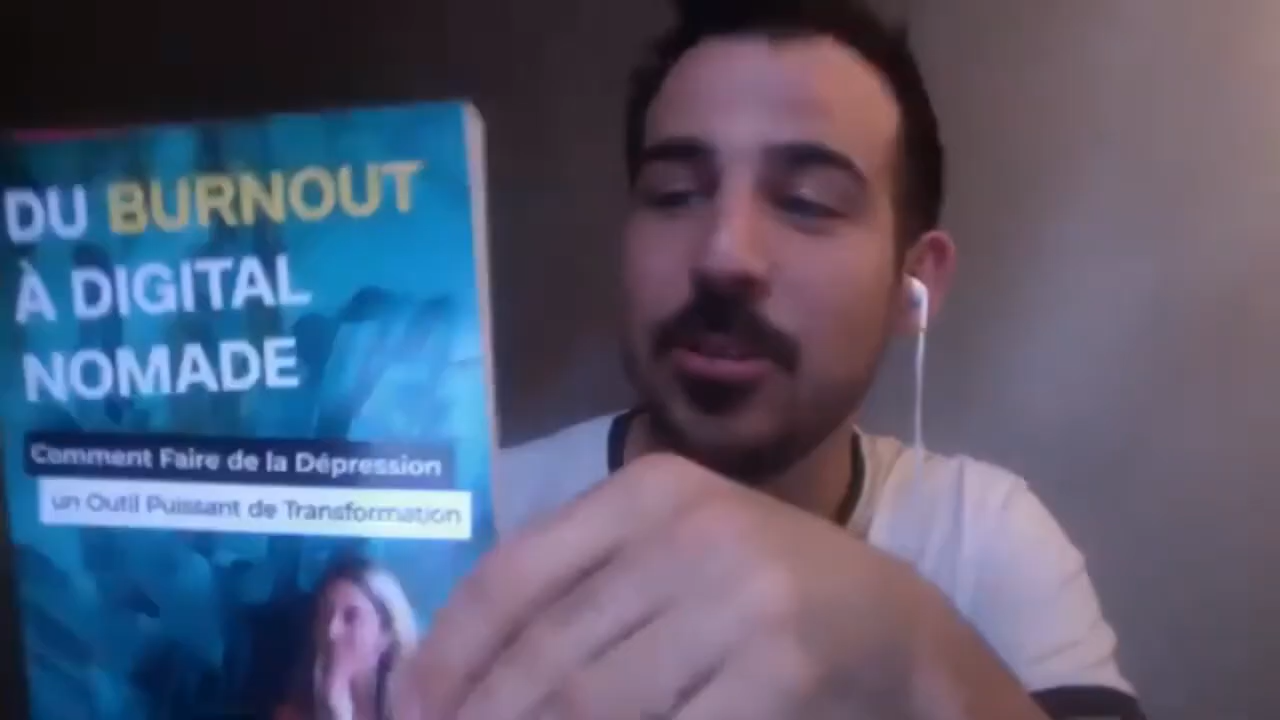 DU BURNOUT
À DIGITAL
NOMADE
Comment Faire de la Dépression
un Outil Puissant de Transformation